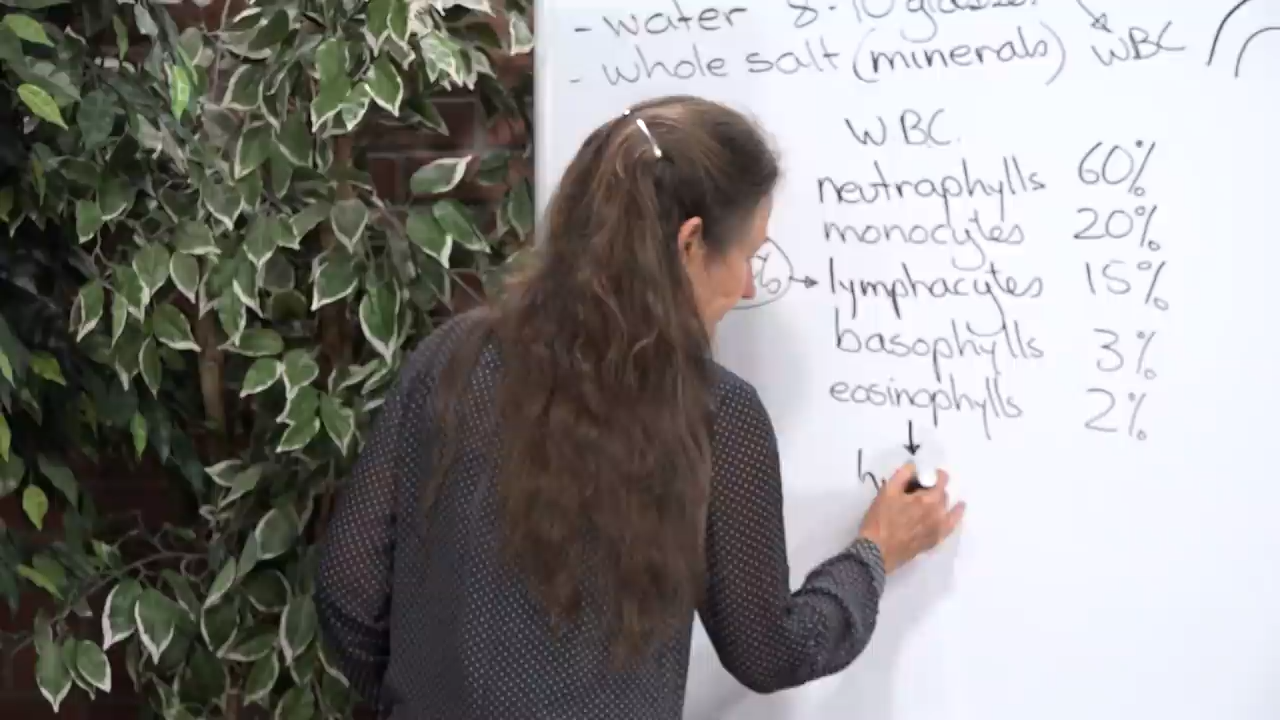 - water 8-10 glasses
- whole salt (minerals) WBC
WBC.
neutraphylls 60%
monocytes 20%
lymphacytes 15%
basophylls 3%
eosinophylls 2%